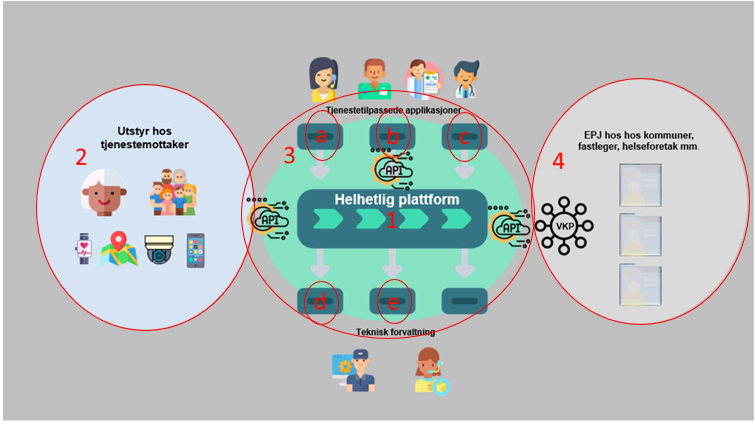 Tjenestetilpassede applikasjoner
Utstyr hos
tjenestemottaker
2
3
a
b
c
API
Helhetlig plattform
1
API
API
EPJ hos hos kommuner,
fastleger, helseforetak mm.
4
VKP
d
e
Teknisk forvaltning